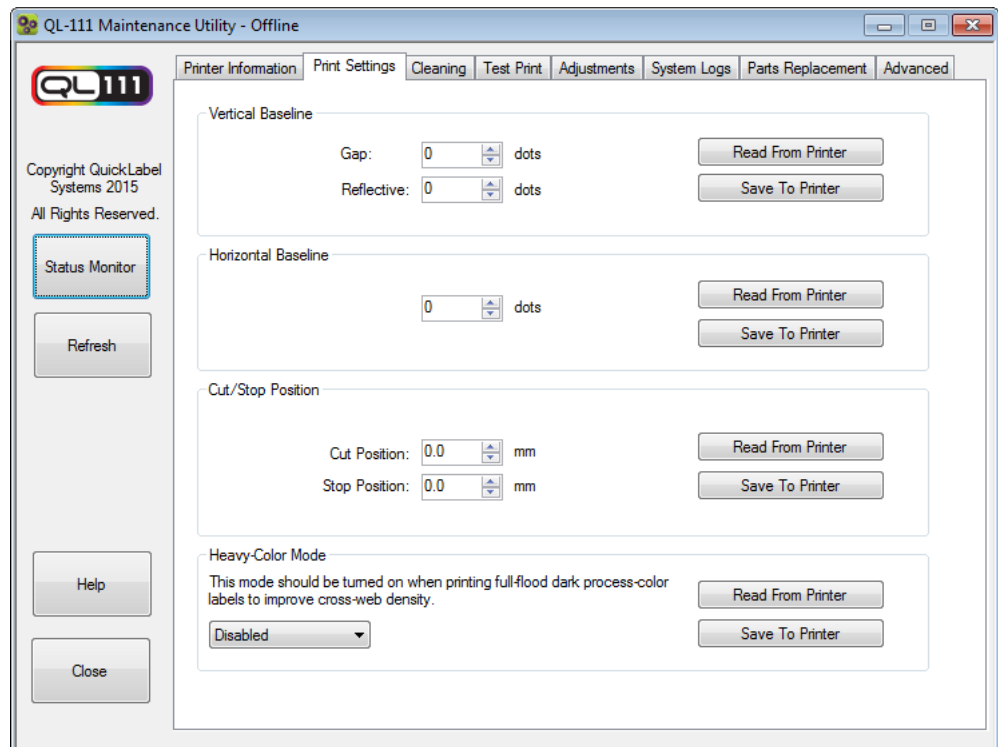 QL-111 Maintenance Utility - Offline
QL111
Copyright QuickLabel
Systems 2015
All Rights Reserved.
Status Monitor
Refresh
Help
Close
Printer Information Print Settings Cleaning Test Print Adjustments System Logs Parts Replacement Advanced
Vertical Baseline
Gap: 0 dots Read From Printer
Reflective: 0 dots Save To Printer
Horizontal Baseline
0 dots Read From Printer
Save To Printer
Cut/Stop Position
Cut Position: 0.0 mm Read From Printer
Stop Position: 0.0 mm Save To Printer
Heavy-Color Mode
This mode should be turned on when printing full-flood dark process-color
labels to improve cross-web density.
Read From Printer
Disabled Save To Printer